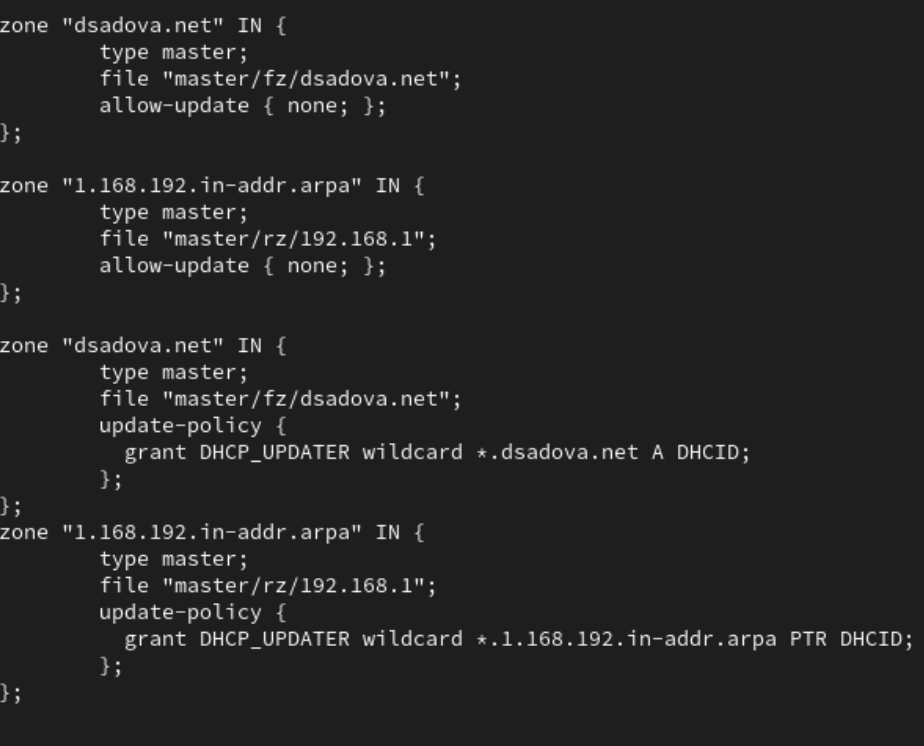 zone "dsadova.net" IN {
        type master;
        file "master/fz/dsadova.net";
        allow-update { none; };
};

zone "1.168.192.in-addr.arpa" IN {
        type master;
        file "master/rz/192.168.1";
        allow-update { none; };
};

zone "dsadova.net" IN {
        type master;
        file "master/fz/dsadova.net";
        update-policy {
          grant DHCP_UPDATER wildcard *.dsadova.net A DHCID;
        };
};
zone "1.168.192.in-addr.arpa" IN {
        type master;
        file "master/rz/192.168.1";
        update-policy {
          grant DHCP_UPDATER wildcard *.1.168.192.in-addr.arpa PTR DHCID;
        };
};